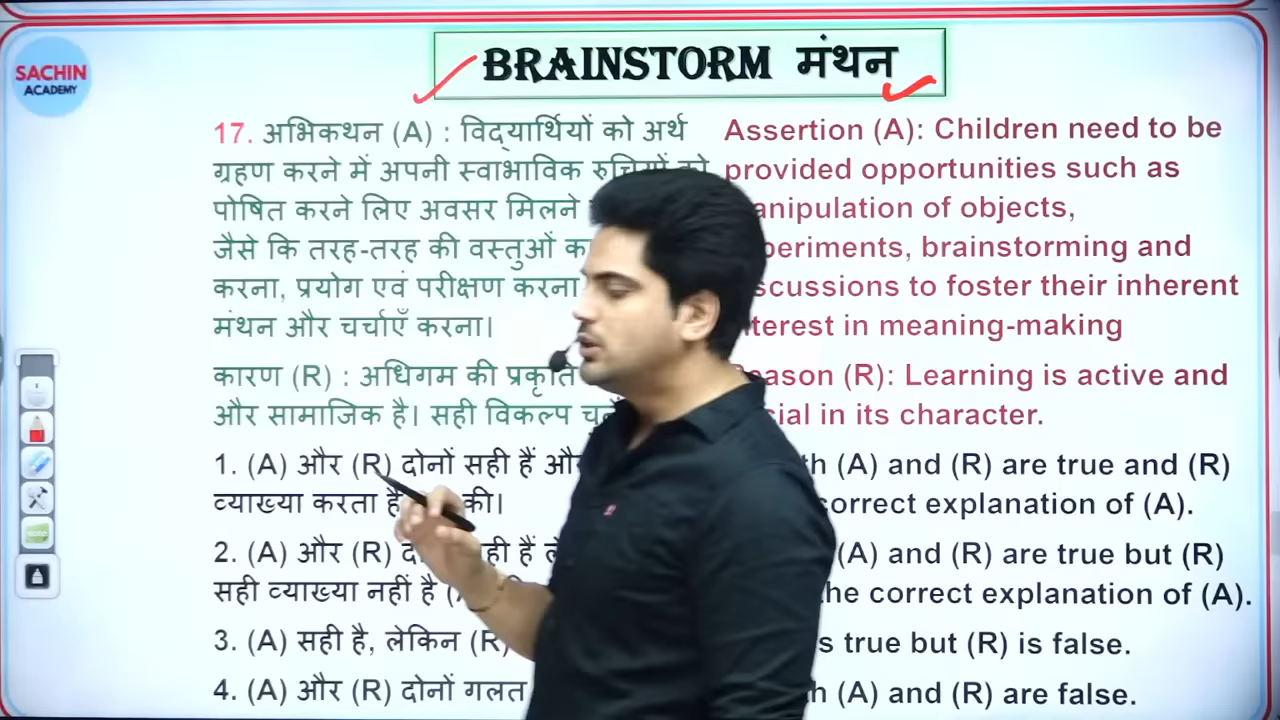 SACHIN
ACADEMY
BRAINSTORM मंथन
17. अभिकथन (A) : विद्यार्थियों को अर्थ
ग्रहण करने में अपनी स्वाभाविक रुचियों को
पोषित करने लिए अवसर मिलने
जैसे कि तरह-तरह की वस्तुओं
करना, प्रयोग एवं परीक्षण करना
मंथन और चर्चाएँ करना।
कारण (R) : अधिगम की प्रकृति
और सामाजिक है। सही विकल्प
1. (A) और (R) दोनों सही हैं
व्याख्या करता है की।
2. (A) और (R) हैं
सही व्याख्या नहीं है
3. (A) सही है, लेकिन (R)
4. (A) और (R) दोनों गलत
Assertion (A): Children need to be
provided opportunities such as
of objects,
brainstorming and
to foster their inherent
in meaning-making
(R): Learning is active and
in its character.
(A) and (R) are true and (R)
explanation of (A).
(A) and (R) are true but (R)
correct explanation of (A).
true but (R) is false.
(A) and (R) are false.